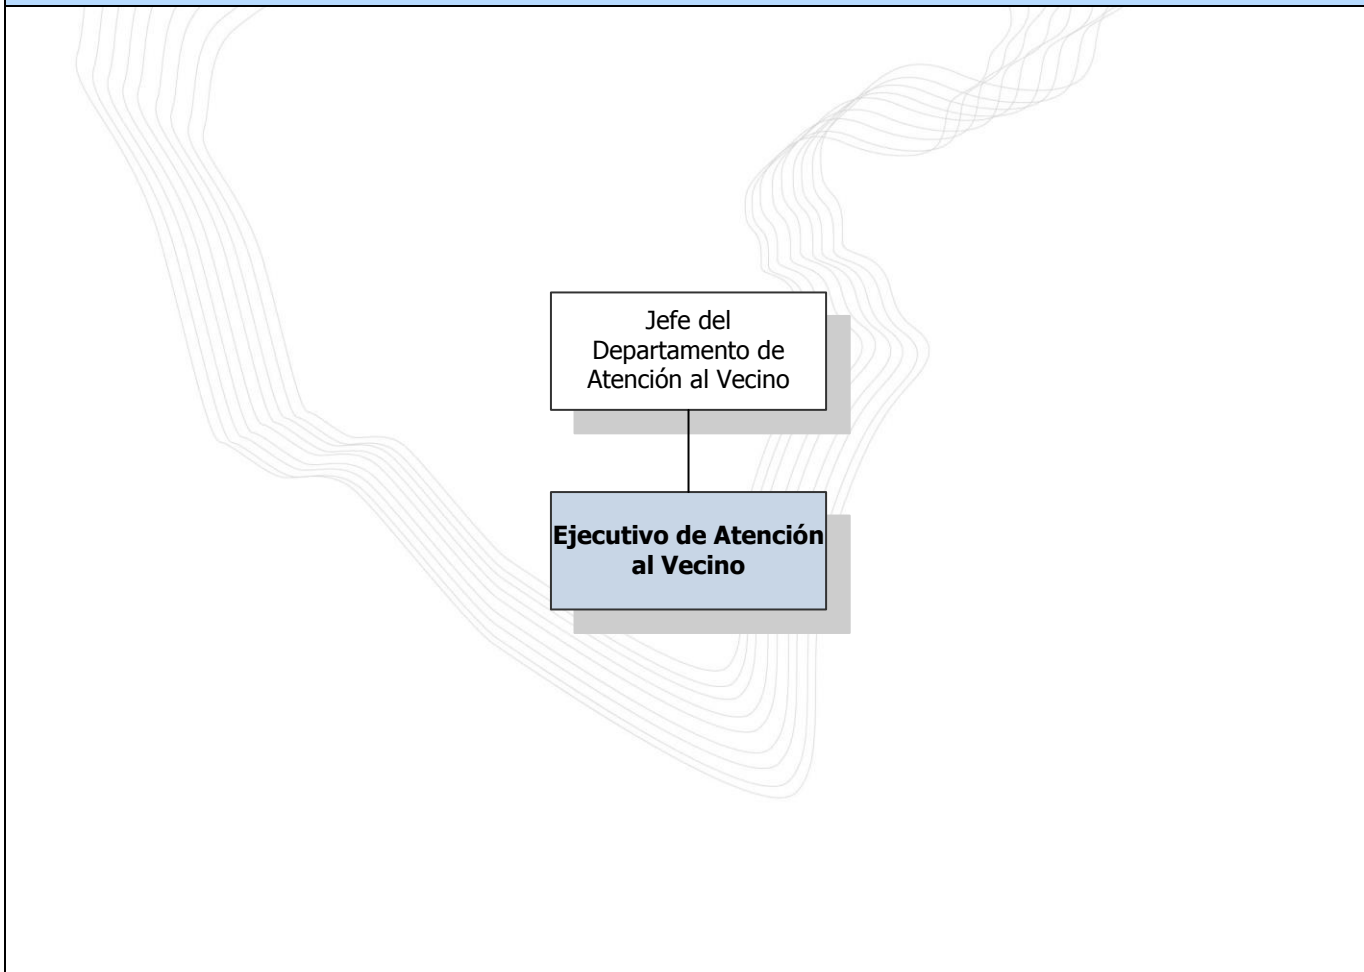 Jefe del
Departamento de
Atención al Vecino
Ejecutivo de Atención
al Vecino